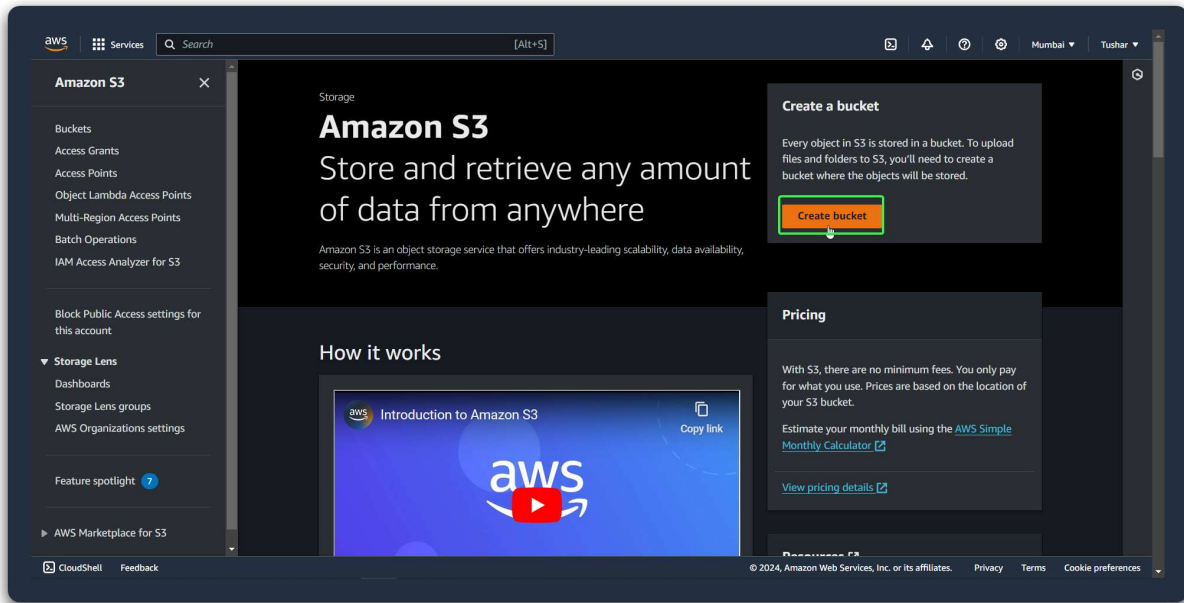 aws
Services
Search
[Alt+S]
Mumbai ▼
Tushar ▼
Amazon S3
Buckets
Access Grants
Access Points
Object Lambda Access Points
Multi-Region Access Points
Batch Operations
IAM Access Analyzer for S3
Block Public Access settings for
this account
▼ Storage Lens
Dashboards
Storage Lens groups
AWS Organizations settings
Feature spotlight 7
▶ AWS Marketplace for S3
Storage
Amazon S3
Store and retrieve any amount
of data from anywhere
Amazon S3 is an object storage service that offers industry-leading scalability, data availability,
security, and performance.
Create a bucket
Every object in S3 is stored in a bucket. To upload
files and folders to S3, you'll need to create a
bucket where the objects will be stored.
Create bucket
How it works
aws
Introduction to Amazon S3
Copy link
aws
Pricing
With S3, there are no minimum fees. You only pay
for what you use. Prices are based on the location of
your S3 bucket.
Estimate your monthly bill using the AWS Simple
Monthly Calculator
View pricing details
Resources
CloudShell
Feedback
© 2024, Amazon Web Services, Inc. or its affiliates.
Privacy
Terms
Cookie preferences